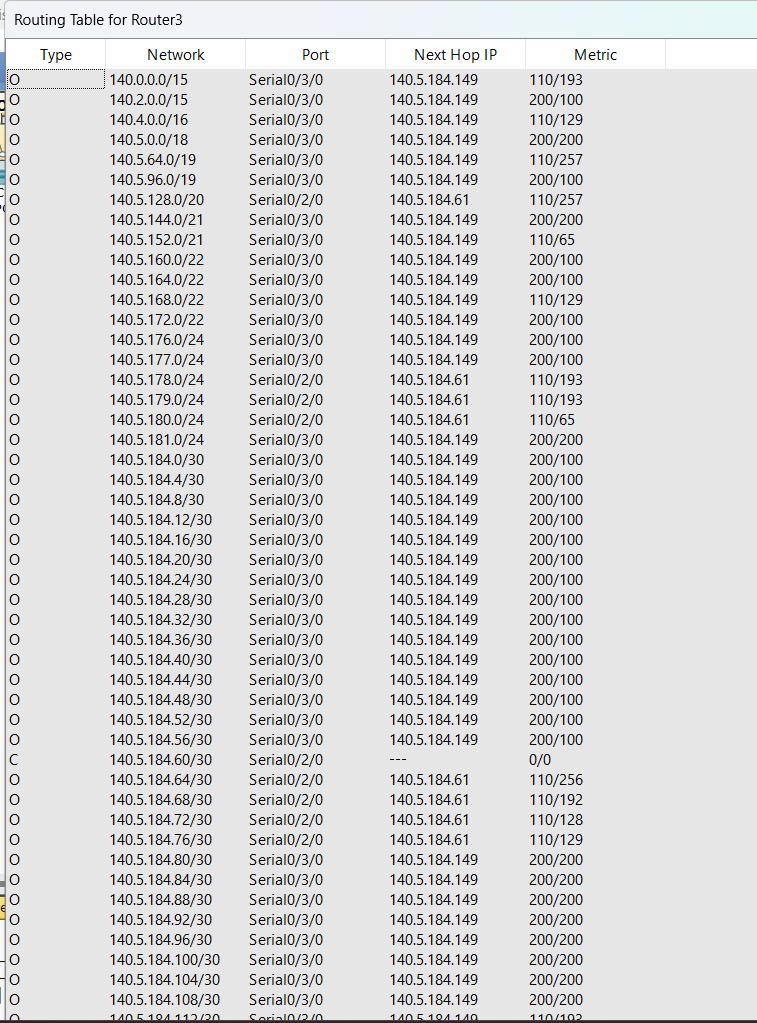 Routing Table for Router3
Type Network Port Next Hop IP Metric
O 140.0.0.0/15 Serial0/3/0 140.5.184.149 110/193
O 140.2.0.0/15 Serial0/3/0 140.5.184.149 200/100
O 140.4.0.0/16 Serial0/3/0 140.5.184.149 110/129
O 140.5.0.0/18 Serial0/3/0 140.5.184.149 200/200
O 140.5.64.0/19 Serial0/3/0 140.5.184.149 110/257
O 140.5.96.0/19 Serial0/3/0 140.5.184.149 200/100
O 140.5.128.0/20 Serial0/2/0 140.5.184.61 110/257
O 140.5.144.0/21 Serial0/3/0 140.5.184.149 200/200
O 140.5.152.0/21 Serial0/3/0 140.5.184.149 110/65
O 140.5.160.0/22 Serial0/3/0 140.5.184.149 200/100
O 140.5.164.0/22 Serial0/3/0 140.5.184.149 200/100
O 140.5.168.0/22 Serial0/3/0 140.5.184.149 110/129
O 140.5.172.0/22 Serial0/3/0 140.5.184.149 200/100
O 140.5.176.0/24 Serial0/3/0 140.5.184.149 200/100
O 140.5.177.0/24 Serial0/3/0 140.5.184.149 200/100
O 140.5.178.0/24 Serial0/2/0 140.5.184.61 110/193
O 140.5.179.0/24 Serial0/2/0 140.5.184.61 110/193
O 140.5.180.0/24 Serial0/2/0 140.5.184.61 110/65
O 140.5.181.0/24 Serial0/3/0 140.5.184.149 200/200
O 140.5.184.0/30 Serial0/3/0 140.5.184.149 200/100
O 140.5.184.4/30 Serial0/3/0 140.5.184.149 200/100
O 140.5.184.8/30 Serial0/3/0 140.5.184.149 200/100
O 140.5.184.12/30 Serial0/3/0 140.5.184.149 200/100
O 140.5.184.16/30 Serial0/3/0 140.5.184.149 200/100
O 140.5.184.20/30 Serial0/3/0 140.5.184.149 200/100
O 140.5.184.24/30 Serial0/3/0 140.5.184.149 200/100
O 140.5.184.28/30 Serial0/3/0 140.5.184.149 200/100
O 140.5.184.32/30 Serial0/3/0 140.5.184.149 200/100
O 140.5.184.36/30 Serial0/3/0 140.5.184.149 200/100
O 140.5.184.40/30 Serial0/3/0 140.5.184.149 200/100
O 140.5.184.44/30 Serial0/3/0 140.5.184.149 200/100
O 140.5.184.48/30 Serial0/3/0 140.5.184.149 200/100
O 140.5.184.52/30 Serial0/3/0 140.5.184.149 200/100
O 140.5.184.56/30 Serial0/3/0 140.5.184.149 200/100
C 140.5.184.60/30 Serial0/2/0 --- 0/0
O 140.5.184.64/30 Serial0/2/0 140.5.184.61 110/256
O 140.5.184.68/30 Serial0/2/0 140.5.184.61 110/192
O 140.5.184.72/30 Serial0/2/0 140.5.184.61 110/128
O 140.5.184.76/30 Serial0/2/0 140.5.184.61 110/129
O 140.5.184.80/30 Serial0/3/0 140.5.184.149 200/200
O 140.5.184.84/30 Serial0/3/0 140.5.184.149 200/200
O 140.5.184.88/30 Serial0/3/0 140.5.184.149 200/200
O 140.5.184.92/30 Serial0/3/0 140.5.184.149 200/200
O 140.5.184.96/30 Serial0/3/0 140.5.184.149 200/200
O 140.5.184.100/30 Serial0/3/0 140.5.184.149 200/200
O 140.5.184.104/30 Serial0/3/0 140.5.184.149 200/200
O 140.5.184.108/30 Serial0/3/0 140.5.184.149 200/200
O 140.5.184.112/30 Serial0/3/0 140.5.184.149 110/193